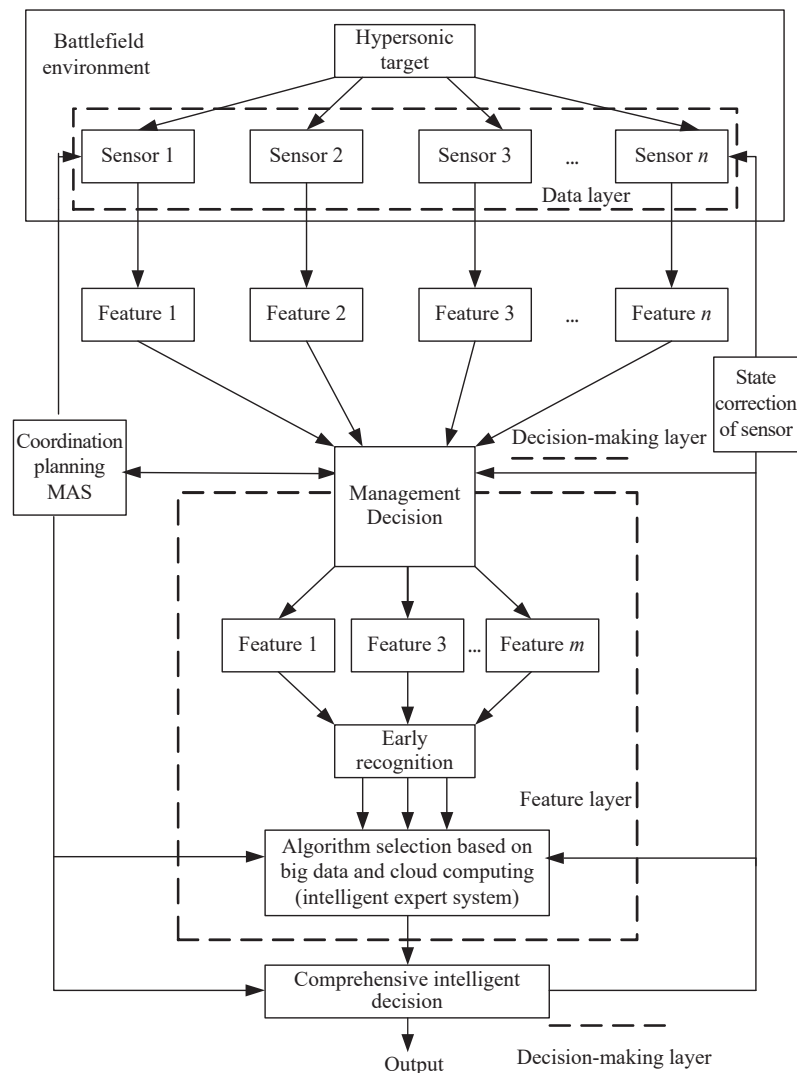 Battlefield
environment
Hypersonic
target
Sensor 1
Sensor 2
Sensor 3
...
Sensor n
Data layer
Feature 1
Feature 2
Feature 3
...
Feature n
State
correction
of sensor
Coordination
planning
MAS
Decision-making layer
Management
Decision
Feature 1
Feature 3
...
Feature m
Early
recognition
Feature layer
Algorithm selection based on
big data and cloud computing
(intelligent expert system)
Comprehensive intelligent
decision
Output
Decision-making layer